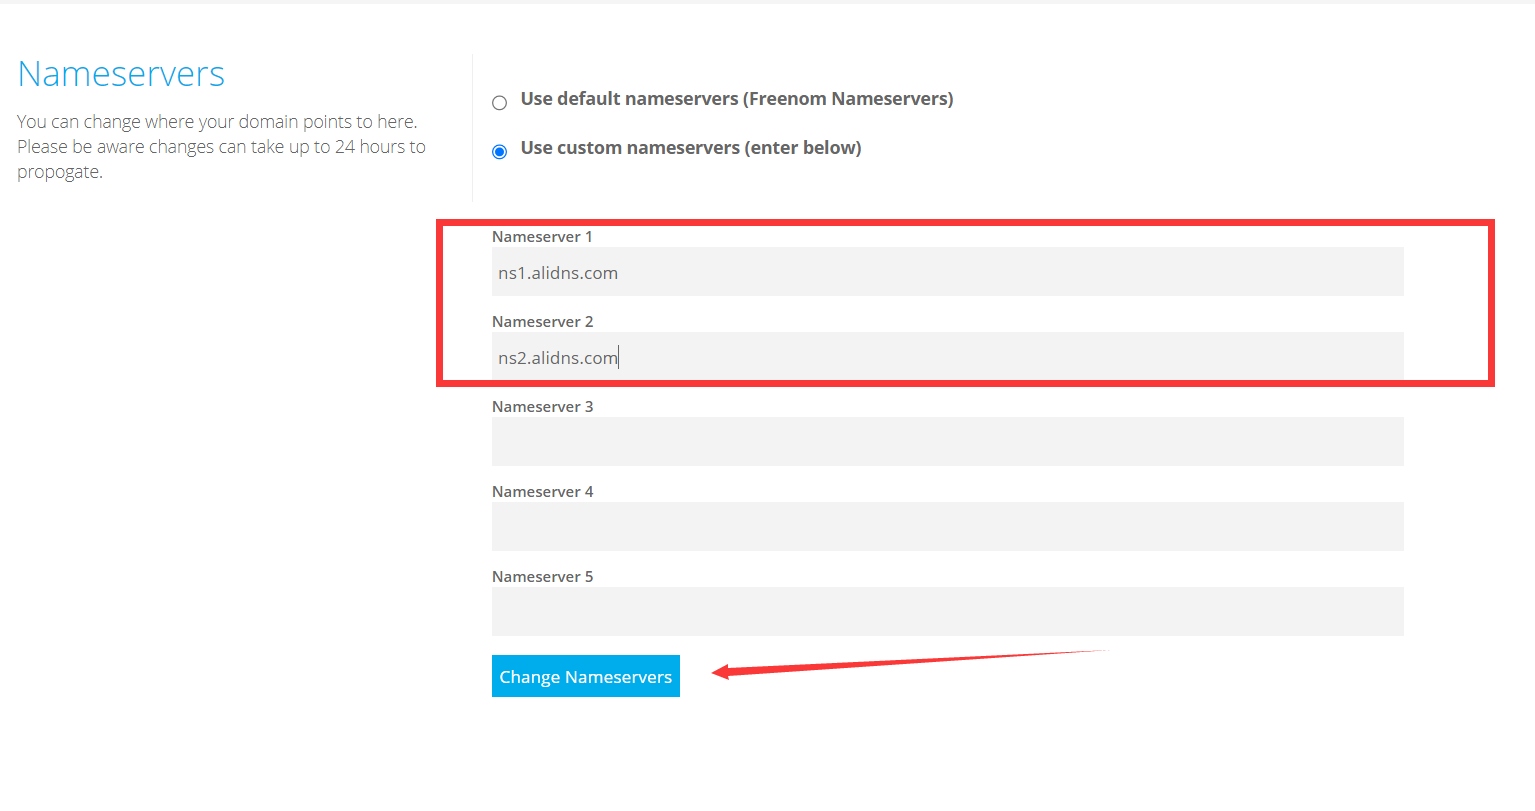 Nameservers
You can change where your domain points to here.
Please be aware changes can take up to 24 hours to
propogate.
Use default nameservers (Freenom Nameservers)
Use custom nameservers (enter below)
Nameserver 1
ns1.alidns.com
Nameserver 2
ns2.alidns.com
Nameserver 3
Nameserver 4
Nameserver 5
Change Nameservers